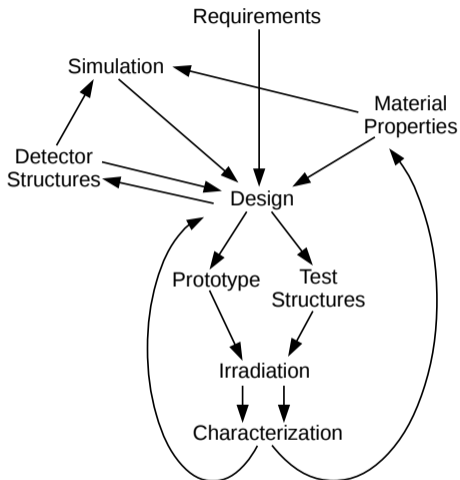 Requirements
Simulation
Material
Properties
Detector
Structures
Design
Prototype
Test
Structures
Irradiation
Characterization